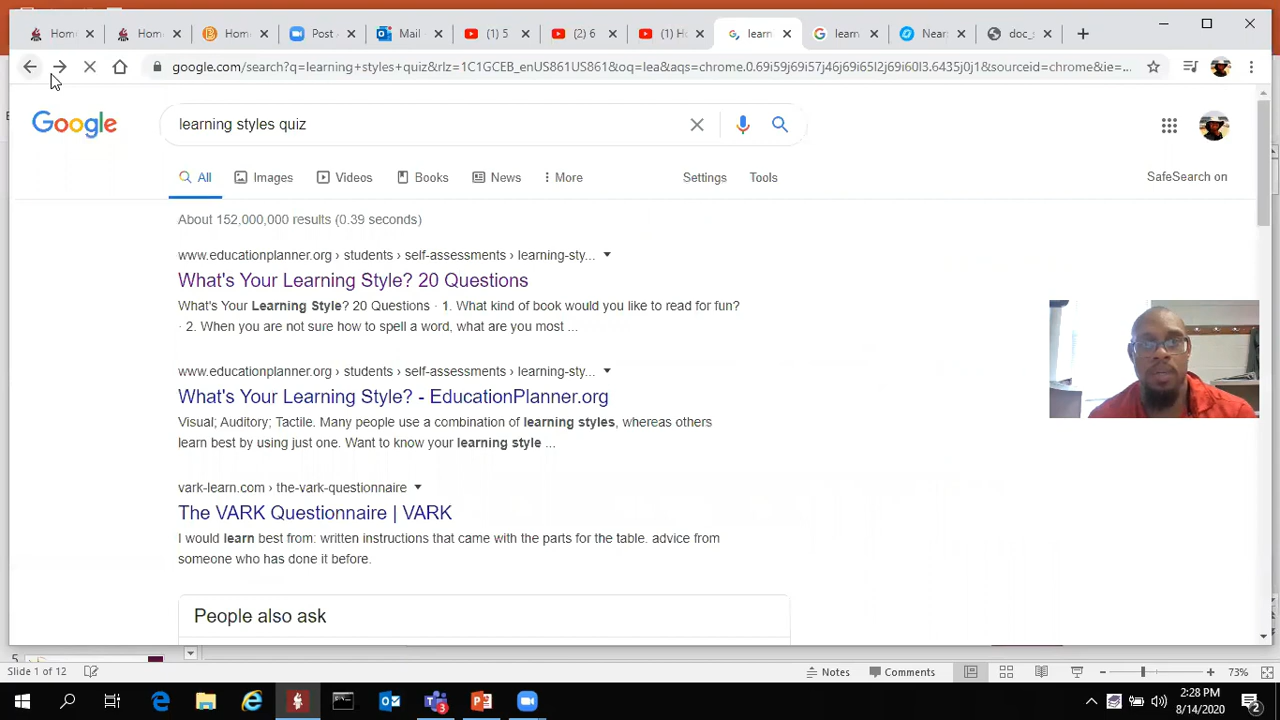 Hom Hom Hom Post Mail - (1) 5 (2) 6 (1) H learn learn Near doc_
google.com/search?q=learning+styles+quiz&rlz=1C1GCEB_enUS861US861&oq=lea&aqs=chrome.0.69i59j69i57j46j69i65l2j69i60l3.6435j0j1&sourceid=chrome&ie=...
Google learning styles quiz
All Images Videos Books News More Settings Tools SafeSearch on
About 152,000,000 results (0.39 seconds)
www.educationplanner.org › students › self-assessments › learning-sty...
What's Your Learning Style? 20 Questions
What's Your Learning Style? 20 Questions · 1. What kind of book would you like to read for fun?
· 2. When you are not sure how to spell a word, what are you most ...
www.educationplanner.org › students › self-assessments › learning-sty...
What's Your Learning Style? - EducationPlanner.org
Visual; Auditory; Tactile. Many people use a combination of learning styles, whereas others
learn best by using just one. Want to know your learning style ...
vark-learn.com › the-vark-questionnaire
The VARK Questionnaire | VARK
I would learn best from: written instructions that came with the parts for the table. advice from
someone who has done it before.
People also ask
5
Slide 1 of 12 Notes Comments 73%
2:28 PM
8/14/2020